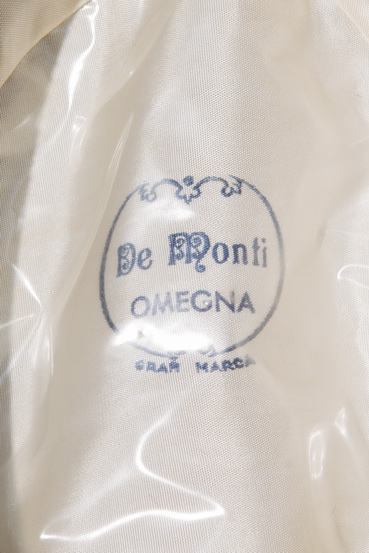 De Monti
OMEGNA
GRAN MARCA